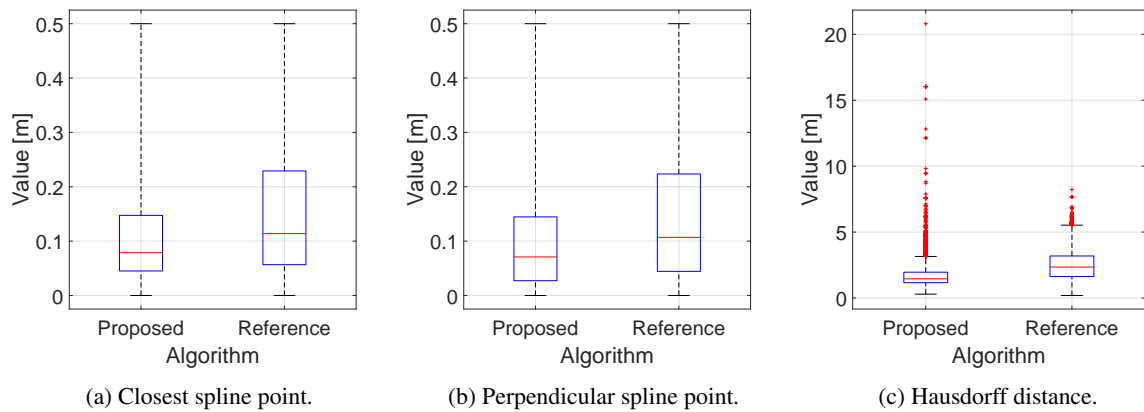 0.5
0.4
0.3
0.2
0.1
0
Value [m]
Proposed Reference
Algorithm
(a) Closest spline point.
0.5
0.4
0.3
0.2
0.1
0
Value [m]
Proposed Reference
Algorithm
(b) Perpendicular spline point.
20
15
10
5
0
Value [m]
Proposed Reference
Algorithm
(c) Hausdorff distance.